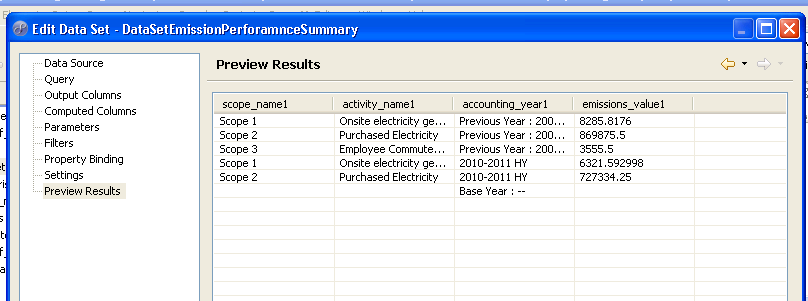 Edit Data Set - DataSetEmissionPerforamnceSummary
Data Source
Query
Output Columns
Computed Columns
Parameters
Filters
Property Binding
Settings
Preview Results
Preview Results
scope_name1 activity_name1 accounting_year1 emissions_value1
Scope 1 Onsite electricity ge... Previous Year : 200... 8285.8176
Scope 2 Purchased Electricity Previous Year : 200... 869875.5
Scope 3 Employee Commute... Previous Year : 200... 3555.5
Scope 1 Onsite electricity ge... 2010-2011 HY 6321.592998
Scope 2 Purchased Electricity 2010-2011 HY 727334.25
Base Year : --